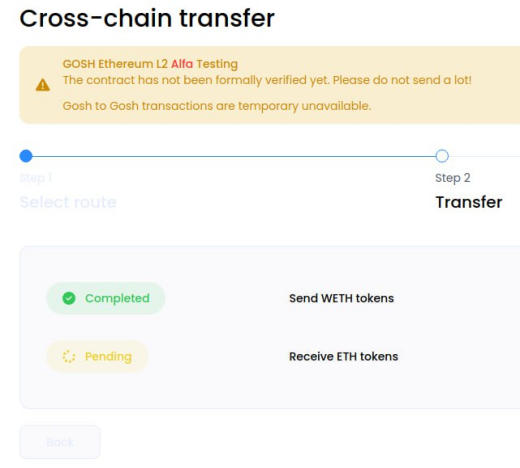 Cross-chain transfer
GOSH Ethereum L2 Alfa Testing
The contract has not been formally verified yet. Please do not send a lot!
Gosh to Gosh transactions are temporary unavailable.
Step 1
Select route
Step 2
Transfer
Completed
Send WETH tokens
Pending
Receive ETH tokens
Back